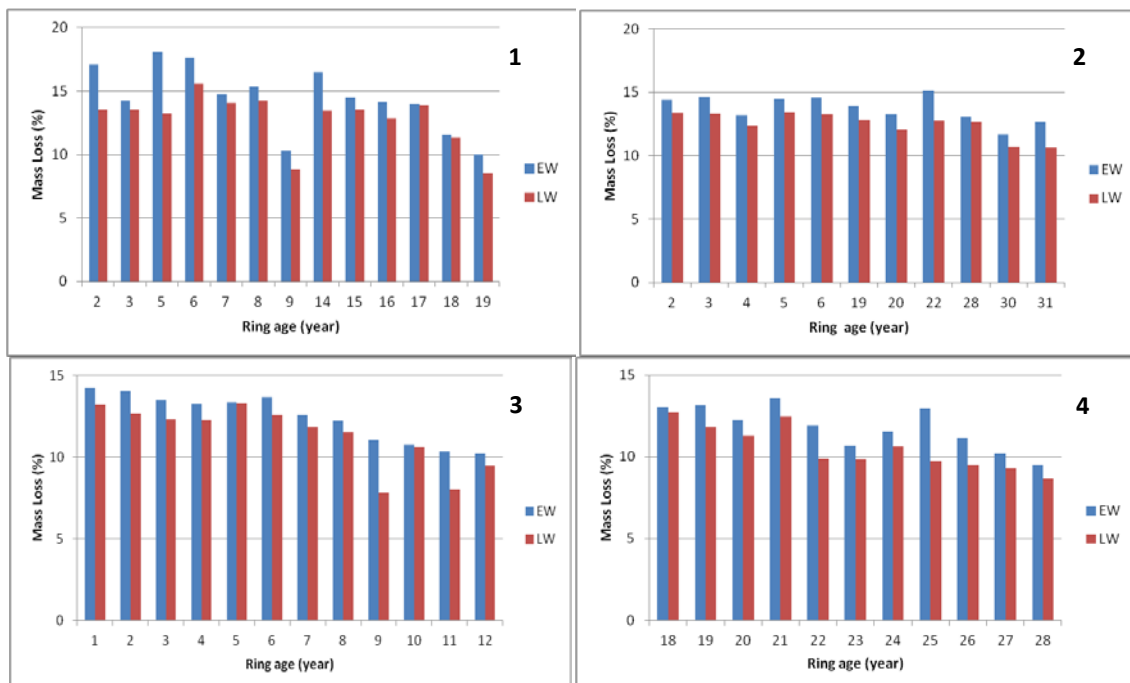 1
20
15
10
5
0
Mass Loss (%)
2 3 5 6 7 8 9 14 15 16 17 18 19
Ring age (year)
EW
LW
2
20
15
10
5
0
Mass Loss (%)
2 3 4 5 6 19 20 22 28 30 31
Ring age (year)
EW
LW
3
15
10
5
0
Mass Loss (%)
1 2 3 4 5 6 7 8 9 10 11 12
Ring age (year)
EW
LW
4
15
10
5
0
Mass Loss (%)
18 19 20 21 22 23 24 25 26 27 28
Ring age (year)
EW
LW